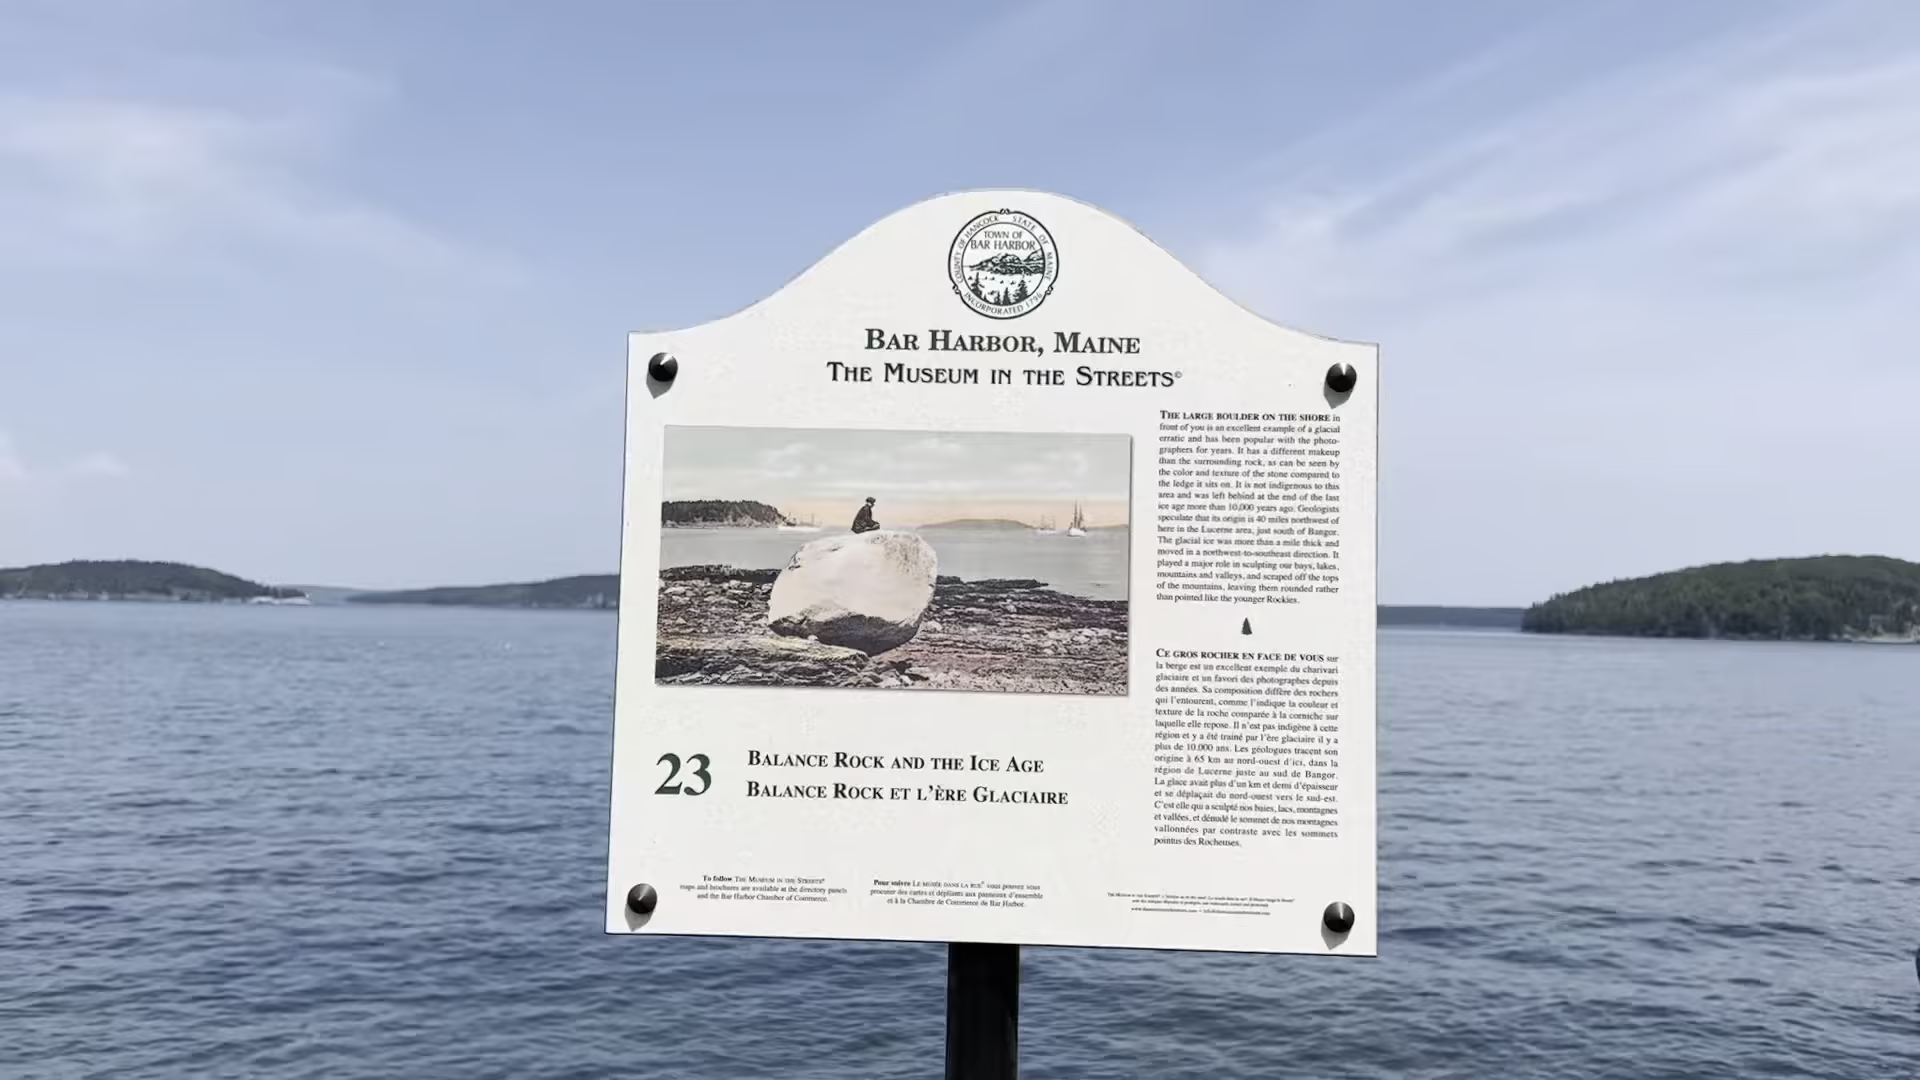 COUNTY OF HANCOCK STATE OF MAINE
TOWN OF
BAR HARBOR
INCORPORATED 1796
BAR HARBOR, MAINE
THE MUSEUM IN THE STREETS©
THE LARGE BOULDER ON THE SHORE in
front of you is an excellent example of a glacial
erratic and has been popular with the photo-
graphers for years. It has a different makeup
than the surrounding rock, as can be seen by
the color and texture of the stone compared to
the ledge it sits on. It is not indigenous to this
area and was left behind at the end of the last
ice age more than 10,000 years ago. Geologists
speculate that its origin is 40 miles northwest of
here in the Lucerne area, just south of Bangor.
The glacial ice was more than a mile thick and
moved in a northwest-to-southeast direction. It
played a major role in sculpting our bays, lakes,
mountains and valleys, and scraped off the tops
of the mountains, leaving them rounded rather
than pointed like the younger Rockies.
CE GROS ROCHER EN FACE DE VOUS sur
la berge est un excellent exemple du charivari
glaciaire et un favori des photographes depuis
des années. Sa composition diffère des rochers
qui l'entourent, comme l'indique la couleur et
texture de la roche comparée à la corniche sur
laquelle elle repose. Il n'est pas indigène à cette
région et y a été trainé par l'ère glaciaire il y a
plus de 10.000 ans. Les géologues tracent son
origine à 65 km au nord-ouest d'ici, dans la
région de Lucerne juste au sud de Bangor.
La glace avait plus d'un km et demi d'épaisseur
et se déplaçait du nord-ouest vers le sud-est.
C'est elle qui a sculpté nos baies, lacs, montagnes
et vallées, et dénudé le sommet de nos montagnes
vallonnées par contraste avec les sommets
pointus des Rocheuses.
23
BALANCE ROCK AND THE ICE AGE
BALANCE ROCK ET L'ÈRE GLACIAIRE
To follow THE MUSEUM IN THE STREETS®
maps and brochures are available at the directory panels
and the Bar Harbor Chamber of Commerce.
Pour suivre LE MUSÉE DANS LA RUE® vous pouvez vous
procurer des cartes et dépliants aux panneaux d'ensemble
et à la Chambre de Commerce de Bar Harbor.